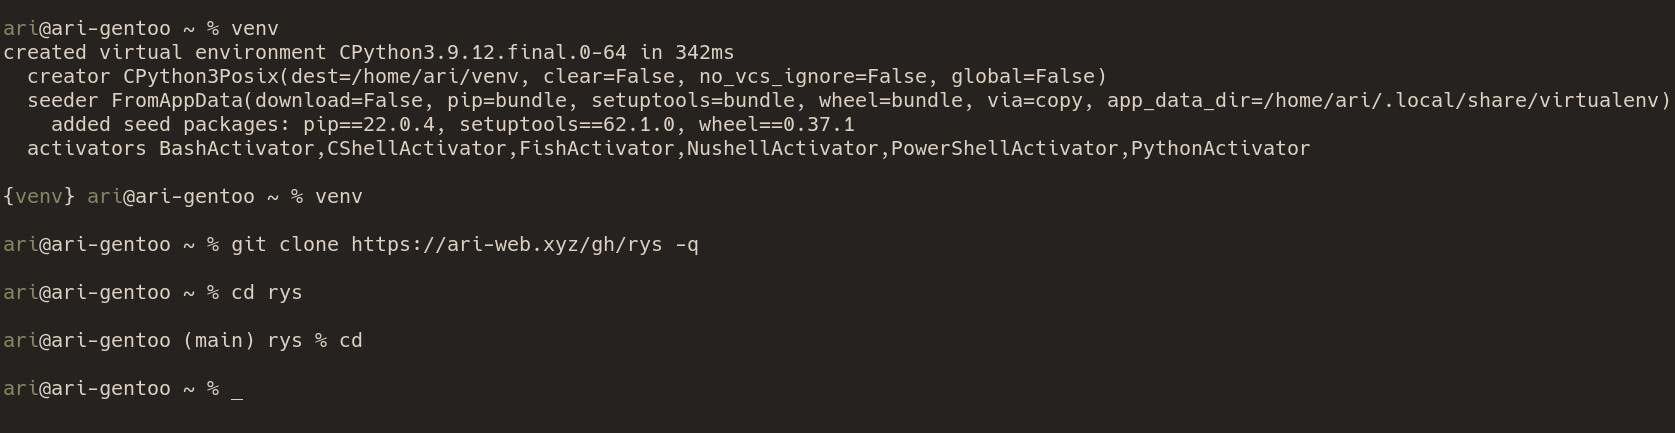 ari@ari-gentoo ~ % venv
created virtual environment CPython3.9.12.final.0-64 in 342ms
  creator CPython3Posix(dest=/home/ari/venv, clear=False, no_vcs_ignore=False, global=False)
  seeder FromAppData(download=False, pip=bundle, setuptools=bundle, wheel=bundle, via=copy, app_data_dir=/home/ari/.local/share/virtualenv)
    added seed packages: pip==22.0.4, setuptools==62.1.0, wheel==0.37.1
  activators BashActivator,CShellActivator,FishActivator,NushellActivator,PowerShellActivator,PythonActivator
{venv} ari@ari-gentoo ~ % venv
ari@ari-gentoo ~ % git clone https://ari-web.xyz/gh/rys -q
ari@ari-gentoo ~ % cd rys
ari@ari-gentoo (main) rys % cd
ari@ari-gentoo ~ % _